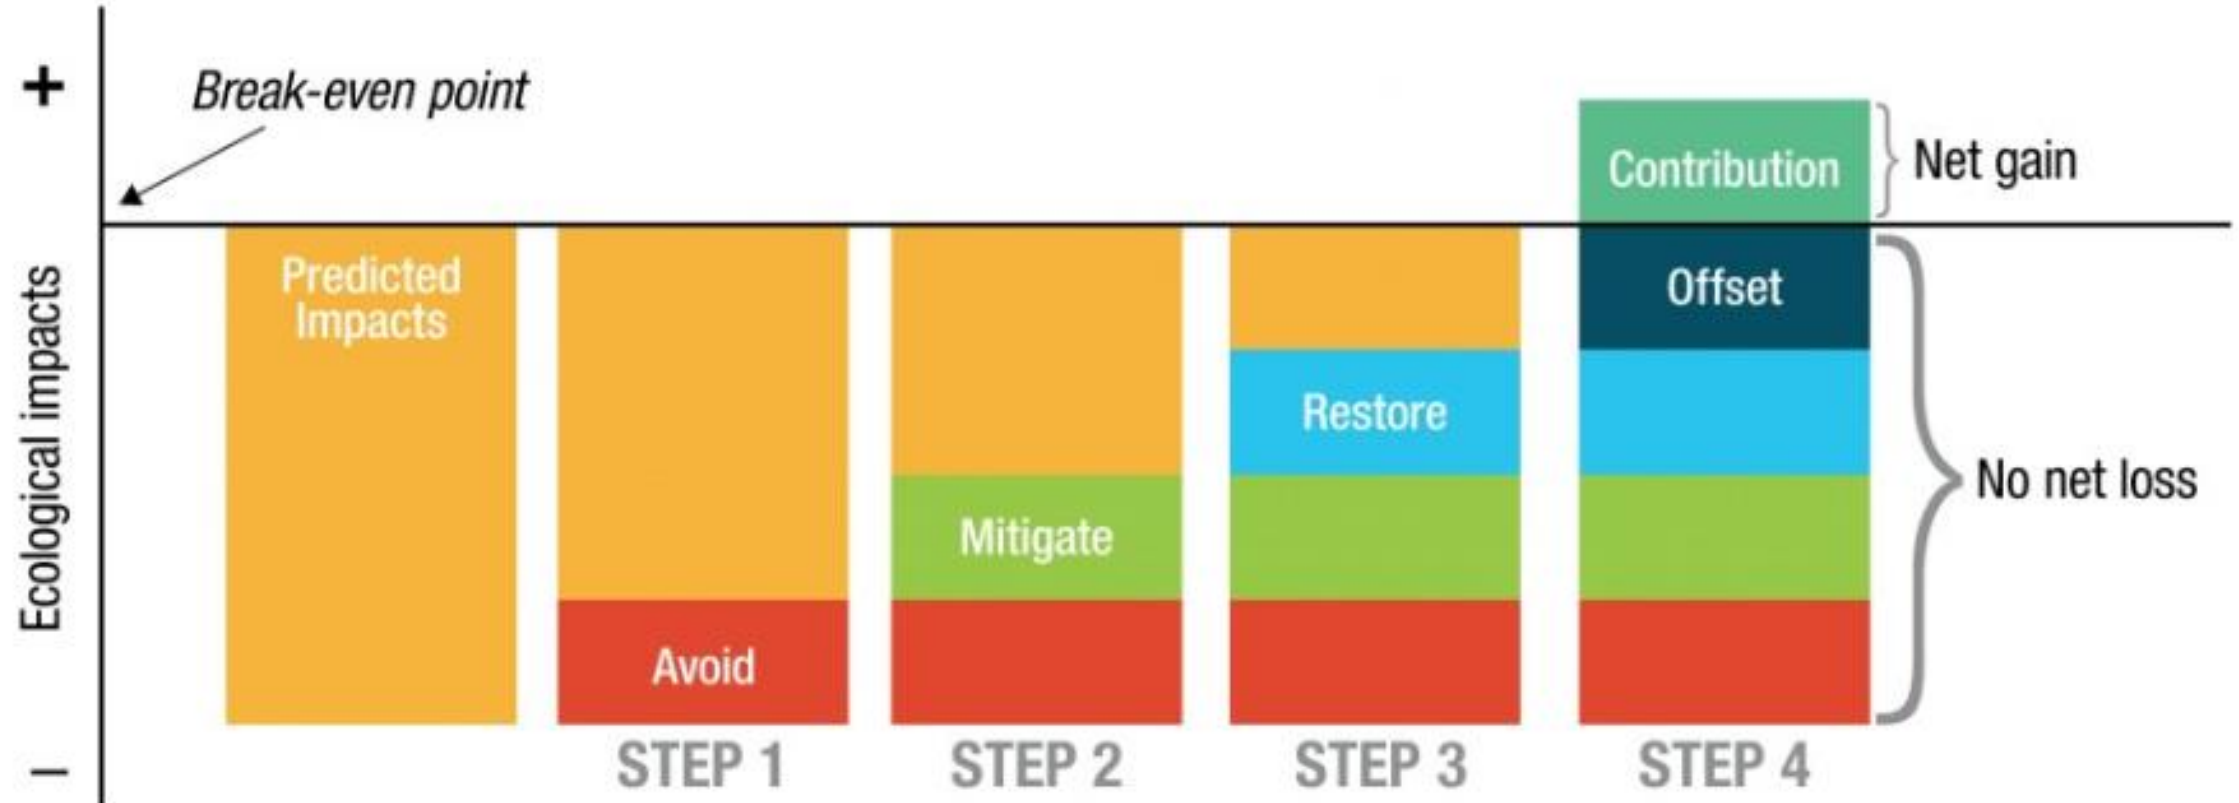 +
Break-even point
Contribution
Net gain
Predicted
Impacts
Offset
Ecological impacts
Restore
No net loss
Mitigate
Avoid
–
STEP 1
STEP 2
STEP 3
STEP 4